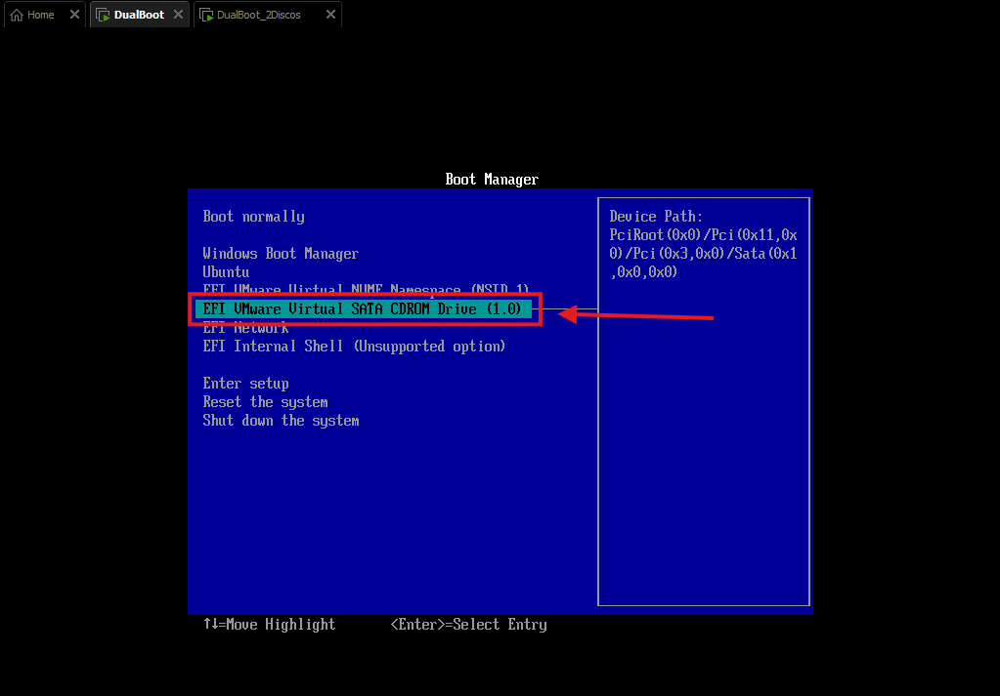 Home
DualBoot
DualBoot_2Discos
Boot Manager
Boot normally
Windows Boot Manager
Ubuntu
EFI VMware Virtual NVME Namespace (NSID 1)
EFI VMware Virtual SATA CDROM Drive (1.0)
EFI Network
EFI Internal Shell (Unsupported option)
Enter setup
Reset the system
Shut down the system
Device Path:
PciRoot(0x0)/Pci(0x11,0x
0)/Pci(0x3,0x0)/Sata(0x1
,0x0,0x0)
↑↓=Move Highlight
<Enter>=Select Entry